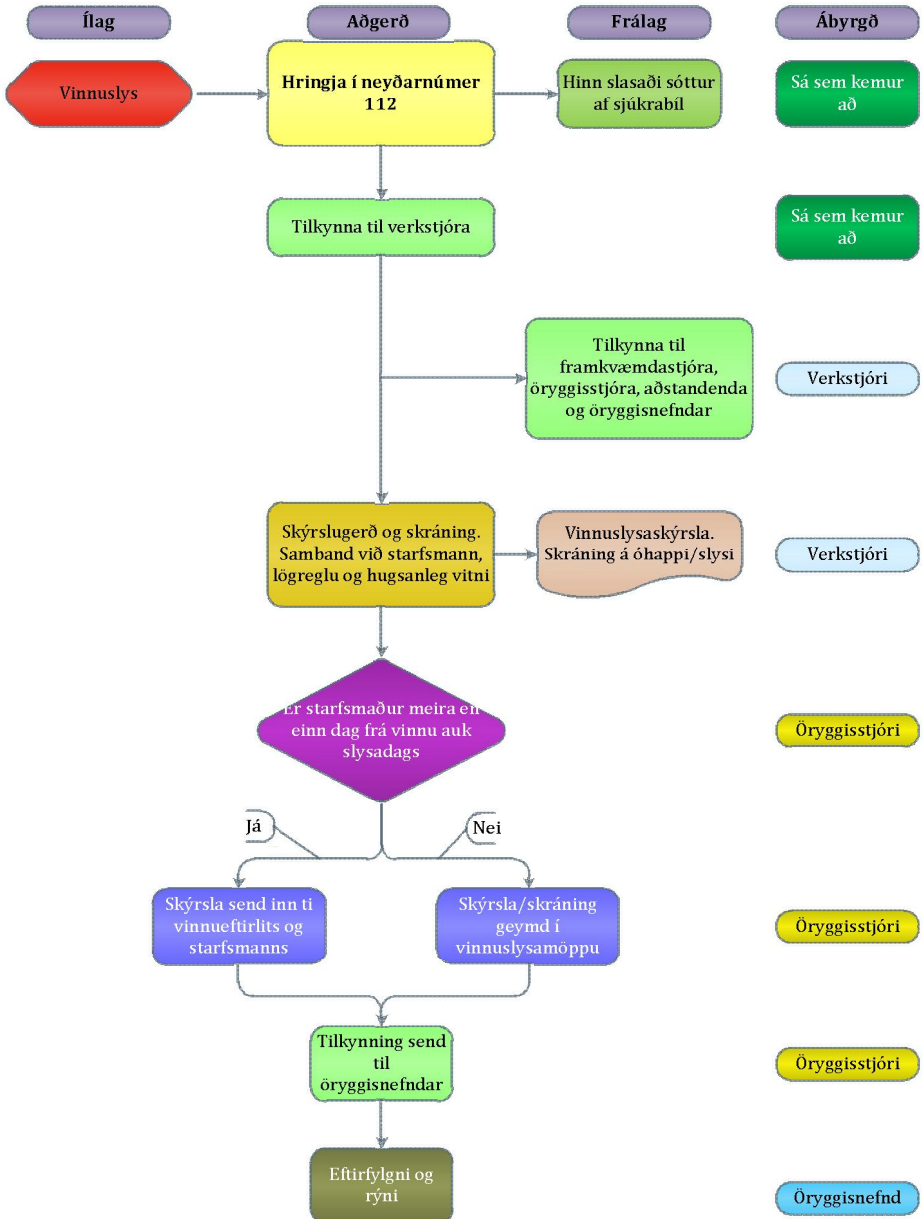 Ílag
Aðgerð
Frálag
Ábyrgð
Vinnuslys
Hringja í neyðarnúmer
112
Hinn slasaði sóttur
af sjúkrabíl
Sá sem kemur
að
Tilkynna til verkstjóra
Sá sem kemur
að
Tilkynna til
framkvæmdastjóra,
öryggisstjóra, aðstandenda
og öryggisnefndar
Verkstjóri
Skýrslugerð og skráning.
Samband við starfsmann,
lögreglu og hugsanleg vitni
Vinnuslysaskýrsla.
Skráning á óhappi/slysi
Verkstjóri
Er starfsmaður meira en
einn dag frá vinnu auk
slysadags
Öryggisstjóri
Já
Nei
Skýrsla send inn ti
vinnueftirlits og
starfsmanns
Skýrsla/skráning
geymd í
vinnuslysamöppu
Öryggisstjóri
Tilkynning send
til
öryggisnefndar
Öryggisstjóri
Eftirfylgni og
rýni
Öryggisnefnd